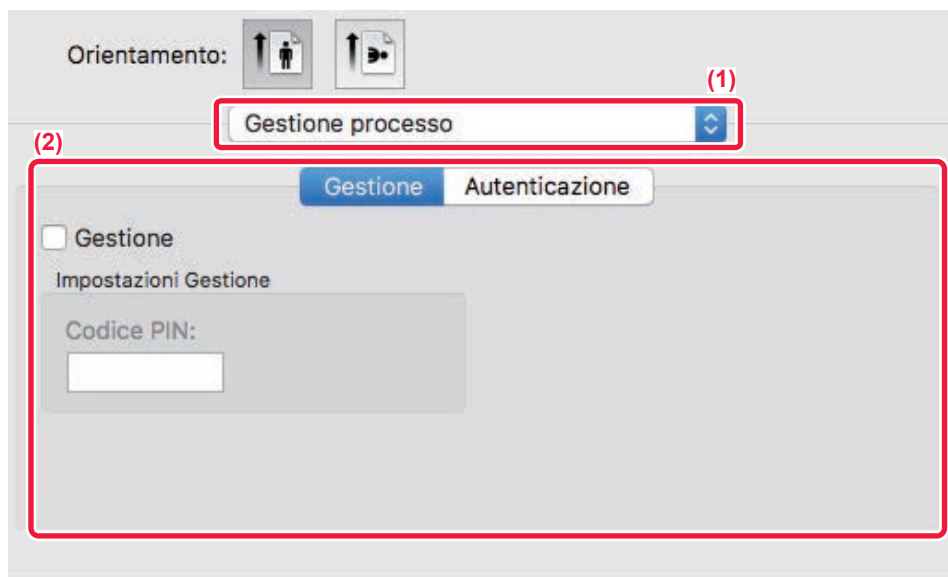 Orientamento:
(1)
Gestione processo
(2)
Gestione Autenticazione
Gestione
Impostazioni Gestione
Codice PIN: